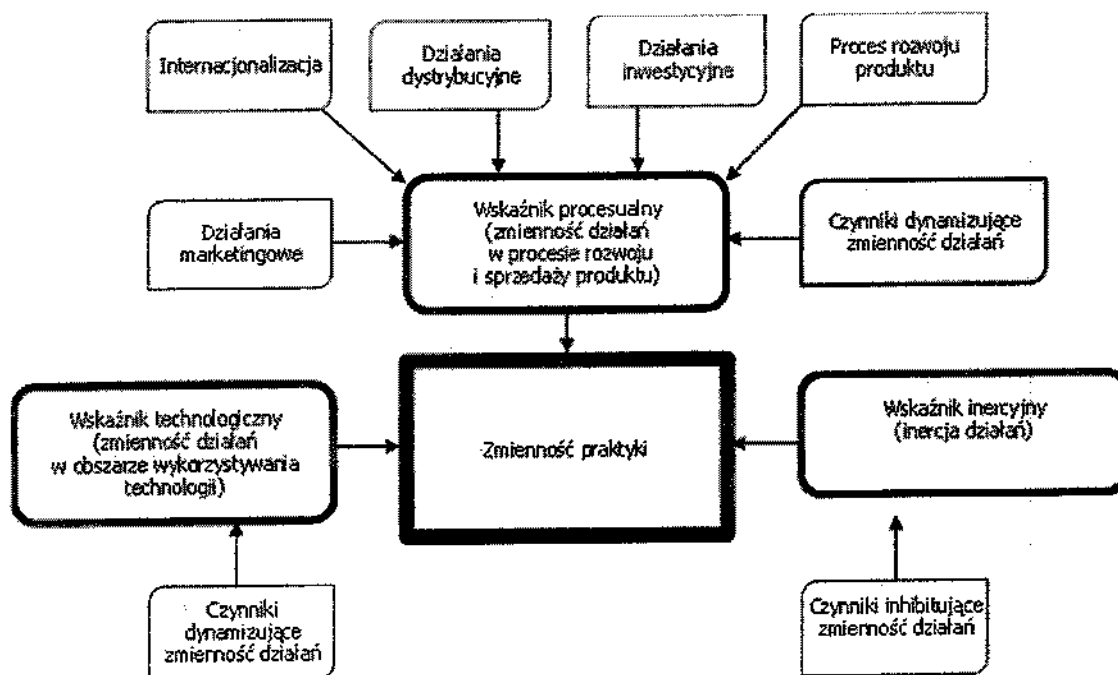 Internacjonalizacja
Działania
dystrybucyjne
Działania
inwestycyjne
Proces rozwoju
produktu
Działania
marketingowe
Wskaźnik procesualny
(zmienność działań
w procesie rozwoju
i sprzedaży produktu)
Czynniki dynamizujące
zmienność działań
Wskaźnik technologiczny
(zmienność działań
w obszarze wykorzystywania
technologii)
Zmienność praktyki
Wskaźnik inercyjny
(inercja działań)
Czynniki
dynamizujące
zmienność działań
Czynniki inhibitujące
zmienność działań